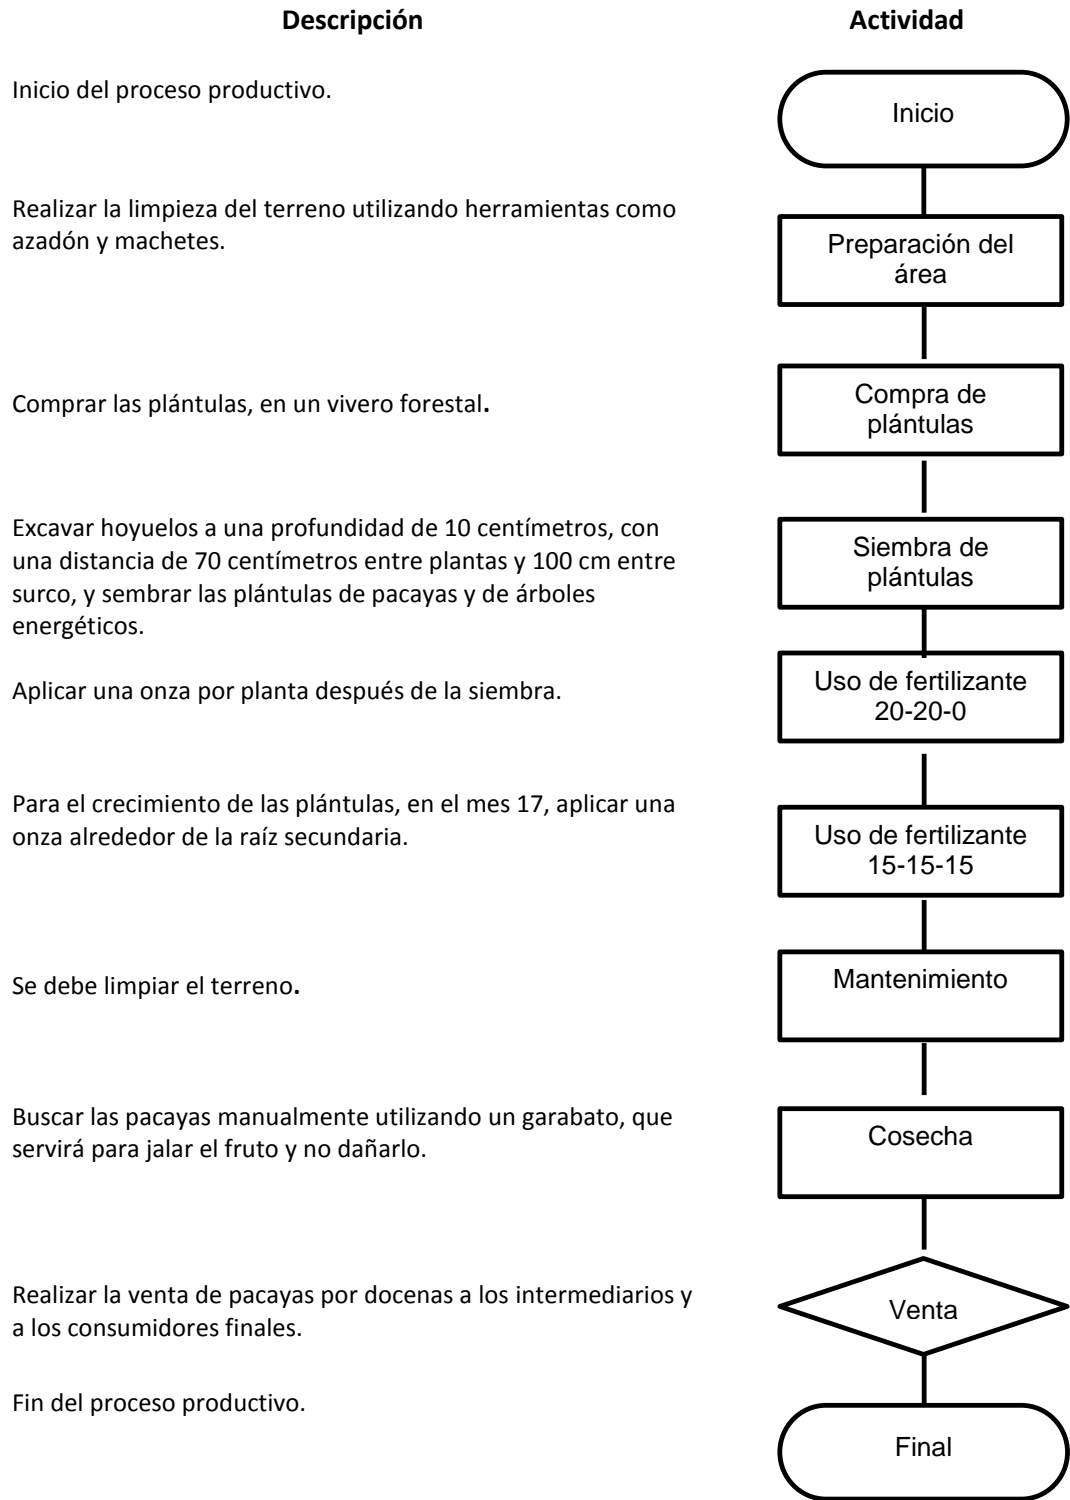 Descripción
Actividad
Inicio del proceso productivo.
Inicio
Realizar la limpieza del terreno utilizando herramientas como
azadón y machetes.
Preparación del
área
Comprar las plántulas, en un vivero forestal.
Compra de
plántulas
Excavar hoyuelos a una profundidad de 10 centímetros, con
una distancia de 70 centímetros entre plantas y 100 cm entre
surco, y sembrar las plántulas de pacayas y de árboles
energéticos.
Siembra de
plántulas
Aplicar una onza por planta después de la siembra.
Uso de fertilizante
20-20-0
Para el crecimiento de las plántulas, en el mes 17, aplicar una
onza alrededor de la raíz secundaria.
Uso de fertilizante
15-15-15
Se debe limpiar el terreno.
Mantenimiento
Buscar las pacayas manualmente utilizando un garabato, que
servirá para jalar el fruto y no dañarlo.
Cosecha
Realizar la venta de pacayas por docenas a los intermediarios y
a los consumidores finales.
Venta
Fin del proceso productivo.
Final